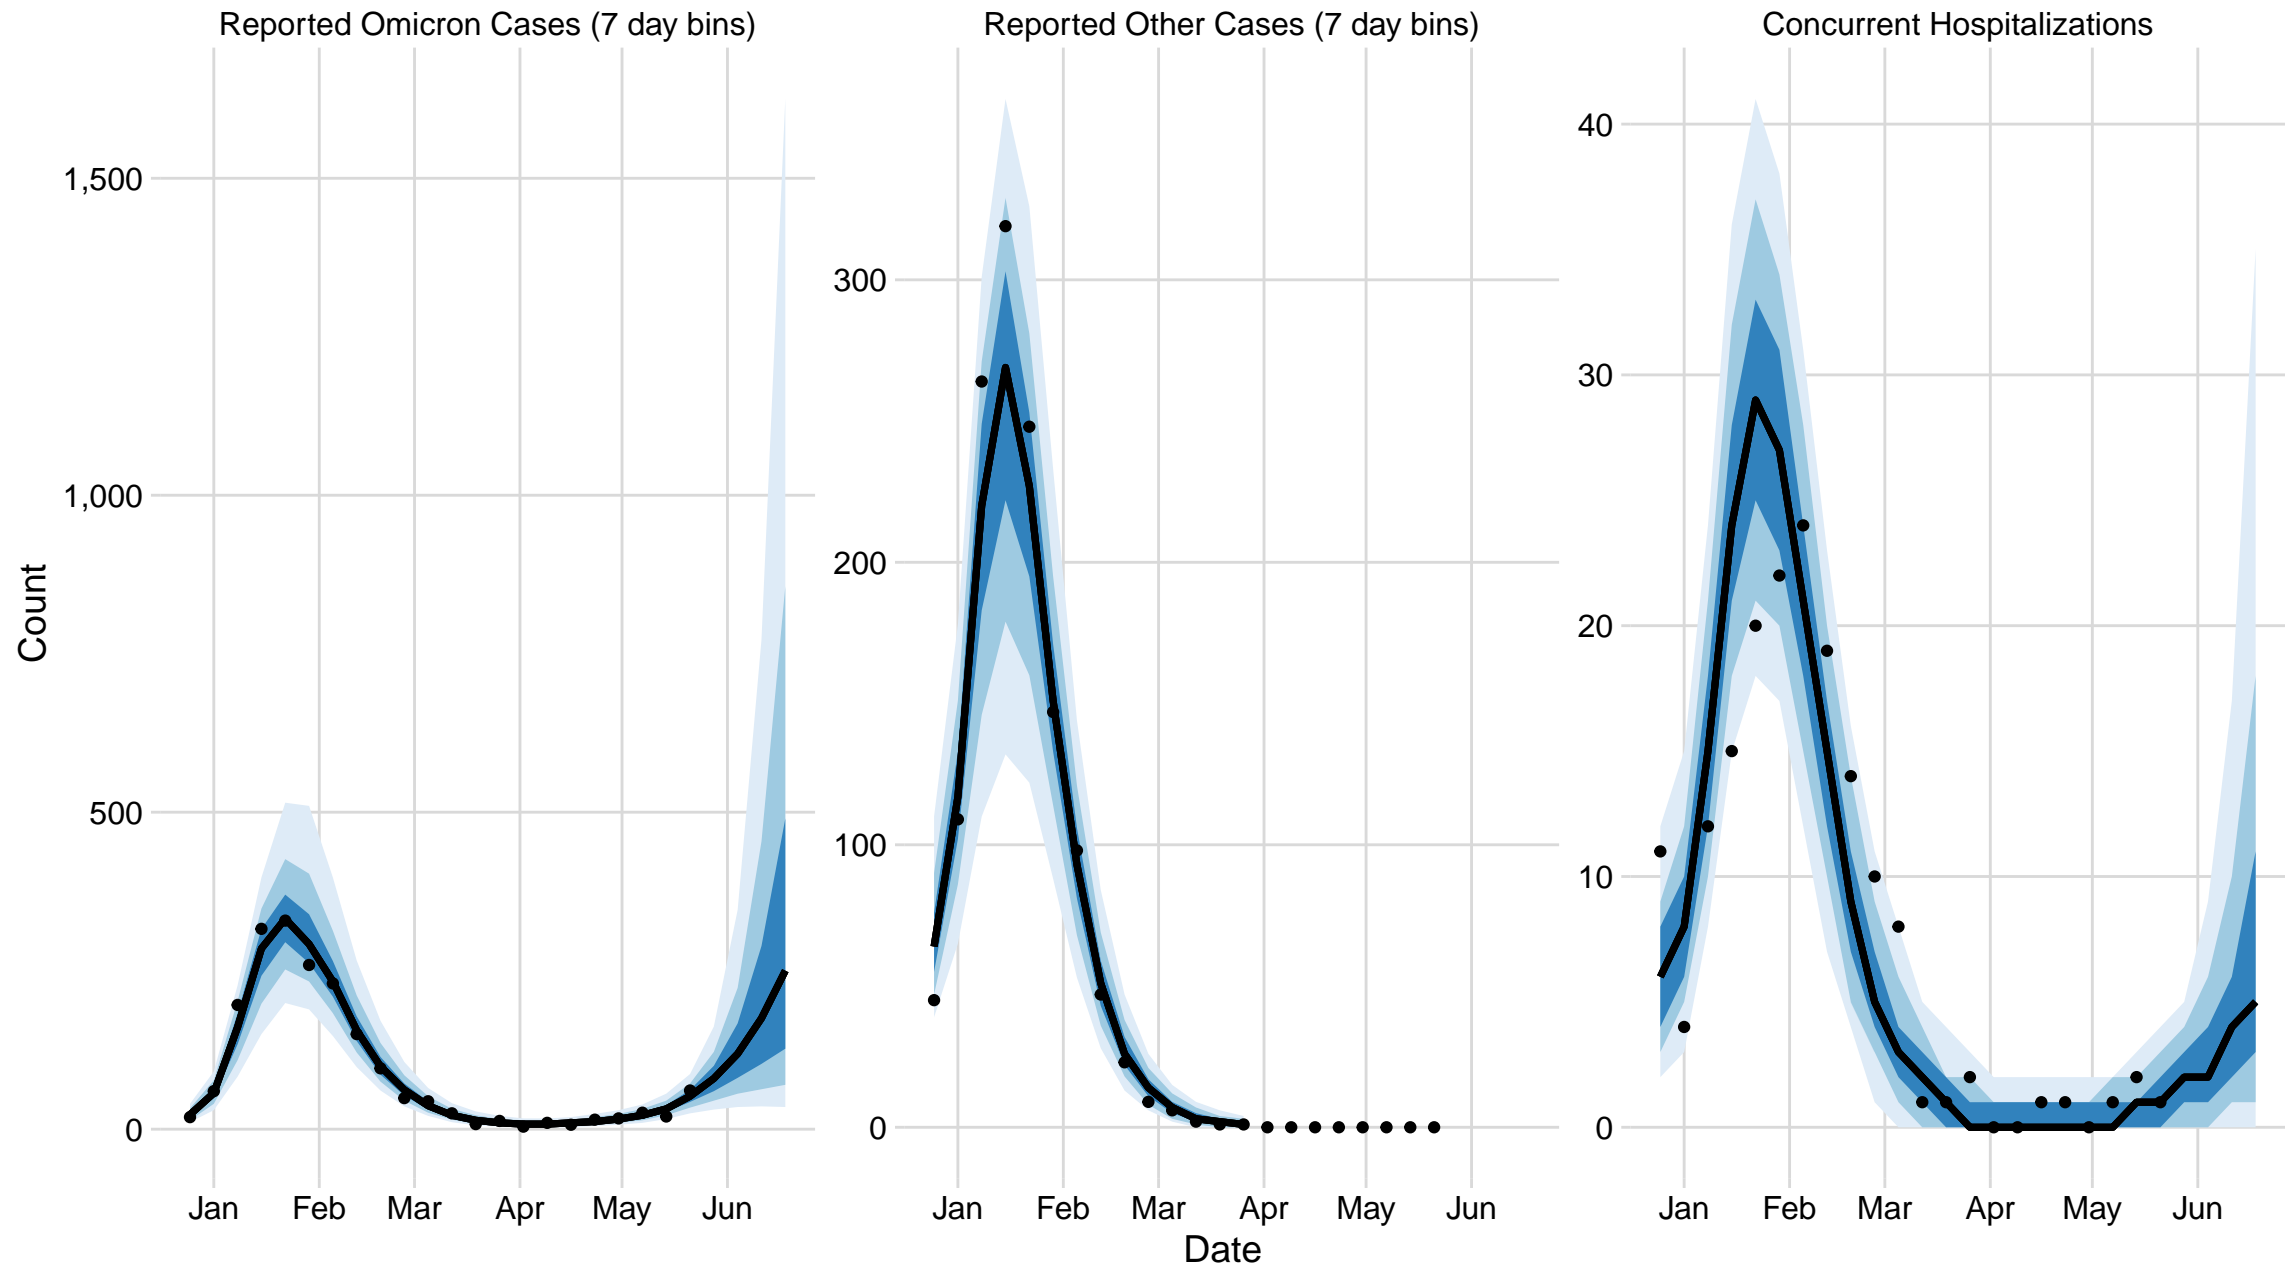 Reported Omicron Cases (7 day bins)
Reported Other Cases (7 day bins)
Concurrent Hospitalizations
Count
1,500
1,000
500
0
300
200
100
0
40
30
20
10
0
Jan Feb Mar Apr May Jun
Jan Feb Mar Apr May Jun
Jan Feb Mar Apr May Jun
Date